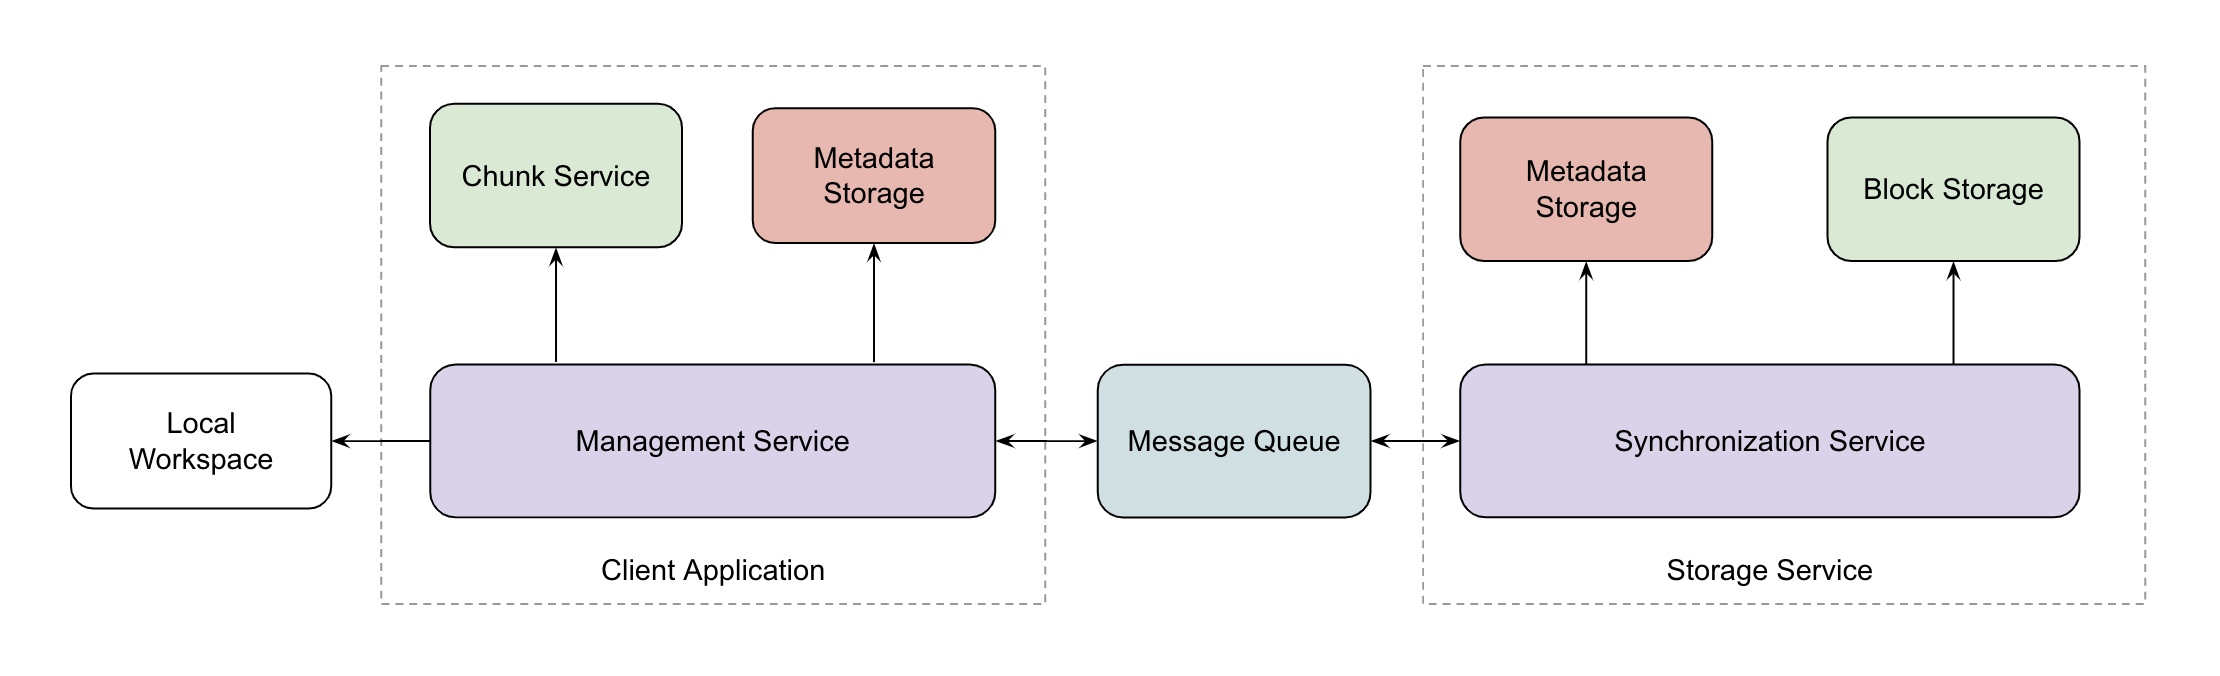 Chunk Service
Metadata
Storage
Metadata
Storage
Block Storage
Local
Workspace
Management Service
Message Queue
Synchronization Service
Client Application
Storage Service